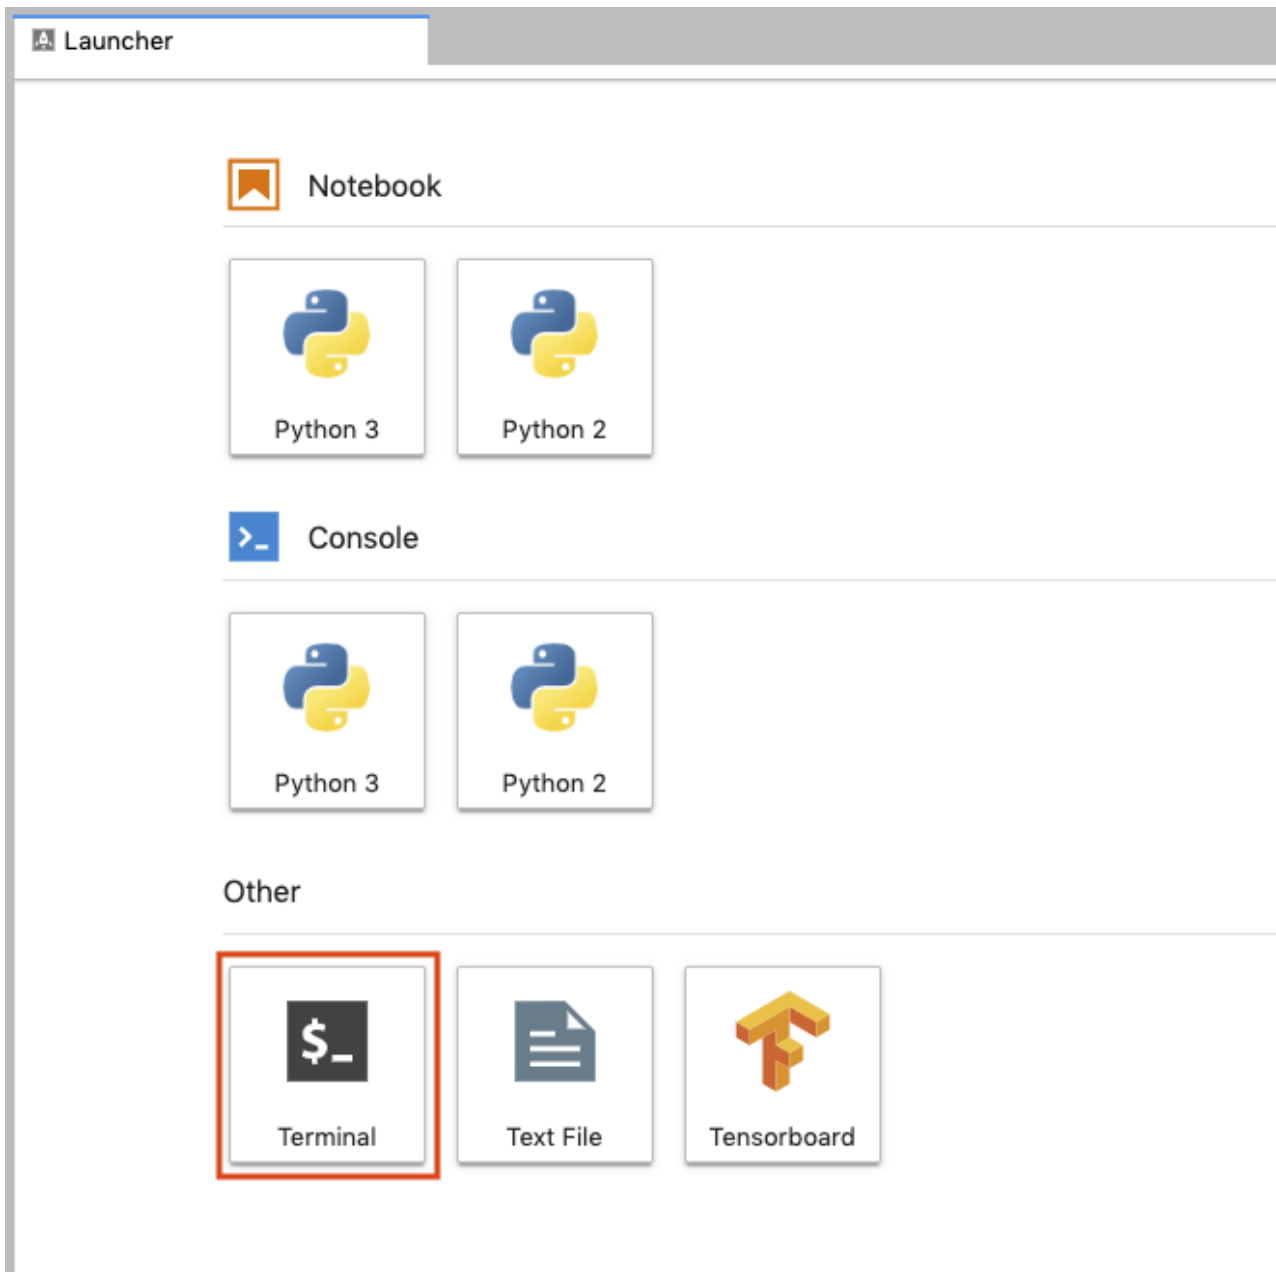 Launcher
Notebook
Python 3 Python 2
Console
Python 3 Python 2
Other
$_
Terminal Text File Tensorboard